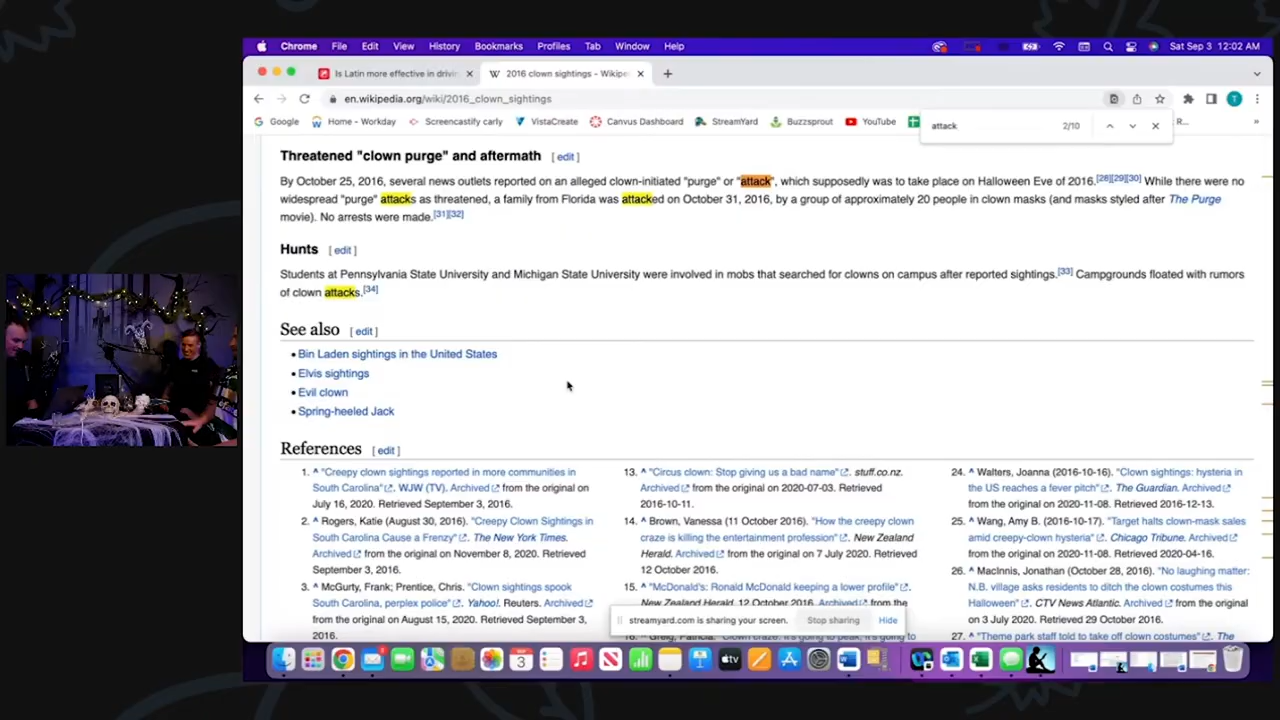 Chrome File Edit View History Bookmarks Profiles Tab Window Help Sat Sep 3 12:02 AM
Is Latin more effective in drivi 2016 clown sightings - Wikipe
en.wikipedia.org/wiki/2016_clown_sightings
Google Home - Workday Screencastify carly VistaCreate Canvus Dashboard StreamYard Buzzsprout YouTube R...
attack 2/10
Threatened "clown purge" and aftermath [ edit ]
By October 25, 2016, several news outlets reported on an alleged clown-initiated "purge" or "attack", which supposedly was to take place on Halloween Eve of 2016.[28][29][30] While there were no
widespread "purge" attacks as threatened, a family from Florida was attacked on October 31, 2016, by a group of approximately 20 people in clown masks (and masks styled after The Purge
movie). No arrests were made.[31][32]
Hunts [ edit ]
Students at Pennsylvania State University and Michigan State University were involved in mobs that searched for clowns on campus after reported sightings.[33] Campgrounds floated with rumors
of clown attacks.[34]
See also [ edit ]
• Bin Laden sightings in the United States
• Elvis sightings
• Evil clown
• Spring-heeled Jack
References [ edit ]
1. ^ "Creepy clown sightings reported in more communities in
South Carolina". WJW (TV). Archived from the original on
July 16, 2020. Retrieved September 3, 2016.
2. ^ Rogers, Katie (August 30, 2016). "Creepy Clown Sightings in
South Carolina Cause a Frenzy". The New York Times.
Archived from the original on November 8, 2020. Retrieved
September 3, 2016.
3. ^ McGurty, Frank; Prentice, Chris. "Clown sightings spook
South Carolina, perplex police". Yahoo!. Reuters. Archived
from the original on August 15, 2020. Retrieved September 3,
2016.
13. ^ "Circus clown: Stop giving us a bad name". stuff.co.nz.
Archived from the original on 2020-07-03. Retrieved
2016-10-11.
14. ^ Brown, Vanessa (11 October 2016). "How the creepy clown
craze is killing the entertainment profession". New Zealand
Herald. Archived from the original on 7 July 2020. Retrieved
12 October 2016.
15. ^ "McDonald's: Ronald McDonald keeping a lower profile".
New Zealand Herald. 12 October 2016. Archived from the
24. ^ Walters, Joanna (2016-10-16). "Clown sightings: hysteria in
the US reaches a fever pitch". The Guardian. Archived
from the original on 2020-11-08. Retrieved 2016-12-13.
25. ^ Wang, Amy B. (2016-10-17). "Target halts clown-mask sales
amid creepy-clown hysteria". Chicago Tribune. Archived
from the original on 2020-11-08. Retrieved 2020-04-16.
26. ^ MacInnis, Jonathan (October 28, 2016). "No laughing matter:
N.B. village asks residents to ditch the clown costumes this
Halloween". CTV News Atlantic. Archived from the original on
3 July 2020. Retrieved 29 October 2016.
27. ^ "Theme park staff told to take off clown costumes". The
streamyard.com is sharing your screen. Stop sharing Hide
SEP
3
tv